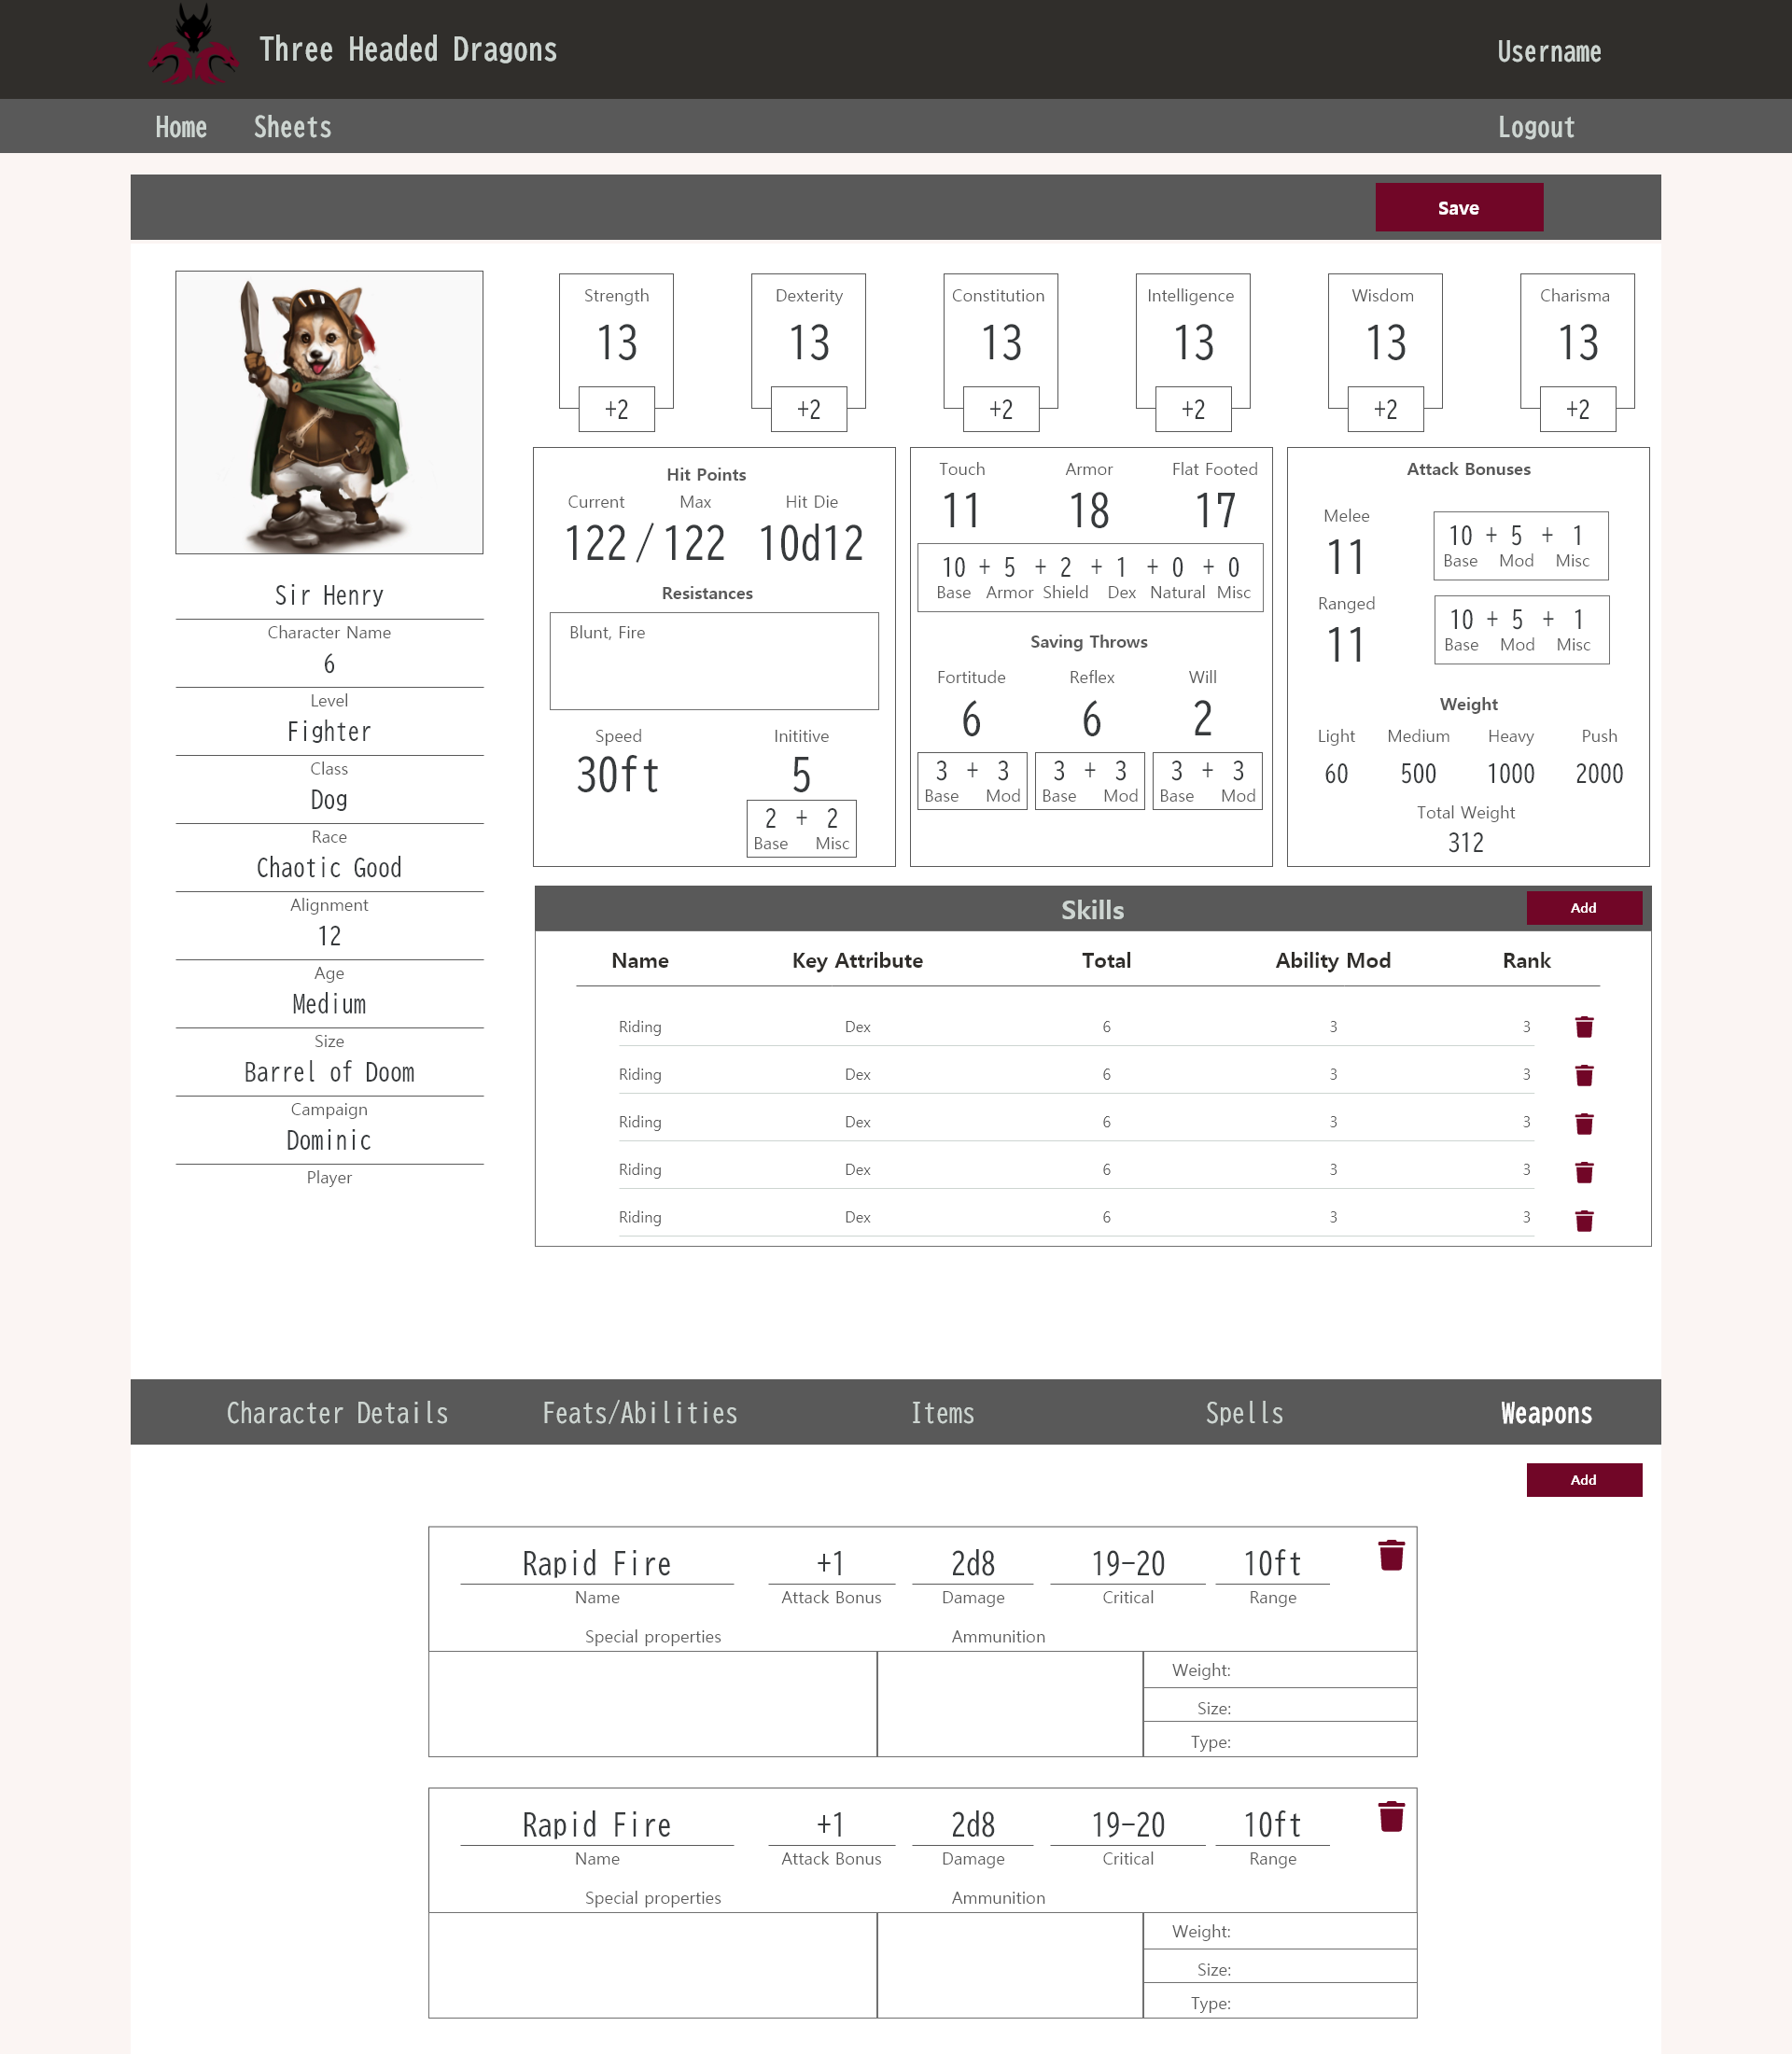 Three Headed Dragons
Username
Home Sheets Logout
Save
Strength Dexterity Constitution Intelligence Wisdom Charisma
13 13 13 13 13 13
+2 +2 +2 +2 +2 +2
Sir Henry
Character Name
6
Level
Fighter
Class
Dog
Race
Chaotic Good
Alignment
12
Age
Medium
Size
Barrel of Doom
Campaign
Dominic
Player
Hit Points
Current Max Hit Die
122 / 122 10d12
Resistances
Blunt, Fire
Speed Inititive
30ft 5
2 + 2
Base Misc
Touch Armor Flat Footed
11 18 17
10 + 5 + 2 + 1 + 0 + 0
Base Armor Shield Dex Natural Misc
Saving Throws
Fortitude Reflex Will
6 6 2
3 + 3 3 + 3 3 + 3
Base Mod Base Mod Base Mod
Attack Bonuses
Melee
11
10 + 5 + 1
Base Mod Misc
Ranged
11
10 + 5 + 1
Base Mod Misc
Weight
Light Medium Heavy Push
60 500 1000 2000
Total Weight
312
Skills Add
Name Key Attribute Total Ability Mod Rank
Riding Dex 6 3 3
Riding Dex 6 3 3
Riding Dex 6 3 3
Riding Dex 6 3 3
Riding Dex 6 3 3
Character Details Feats/Abilities Items Spells Weapons
Add
Rapid Fire +1 2d8 19-20 10ft
Name Attack Bonus Damage Critical Range
Special properties Ammunition
Weight:
Size:
Type:
Rapid Fire +1 2d8 19-20 10ft
Name Attack Bonus Damage Critical Range
Special properties Ammunition
Weight:
Size:
Type: